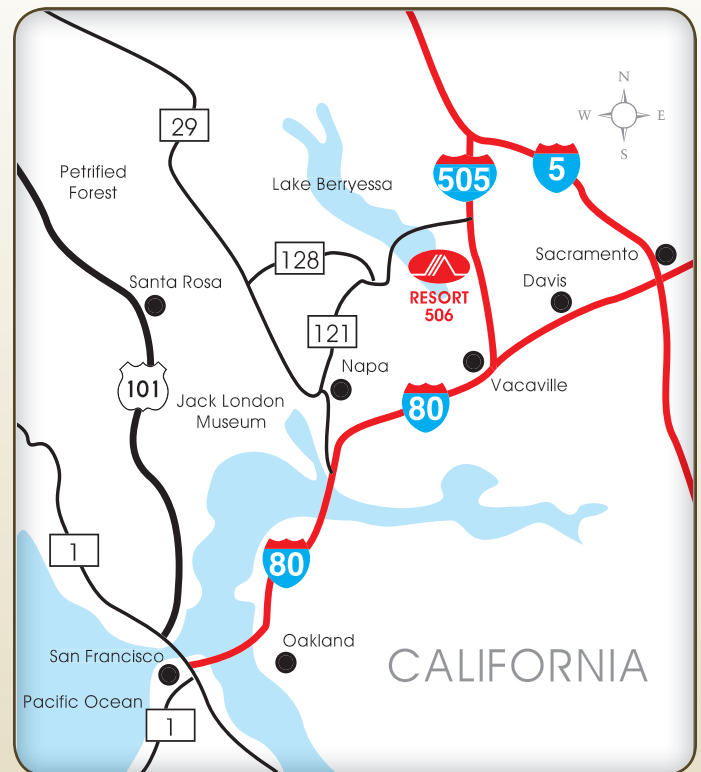 N
W E
S
29
505
5
Petrified
Forest
Lake Berryessa
128
Sacramento
Santa Rosa
Davis
RESORT
506
121
Napa
101
Vacaville
80
Jack London
Museum
1
80
Oakland
San Francisco
CALIFORNIA
Pacific Ocean
1